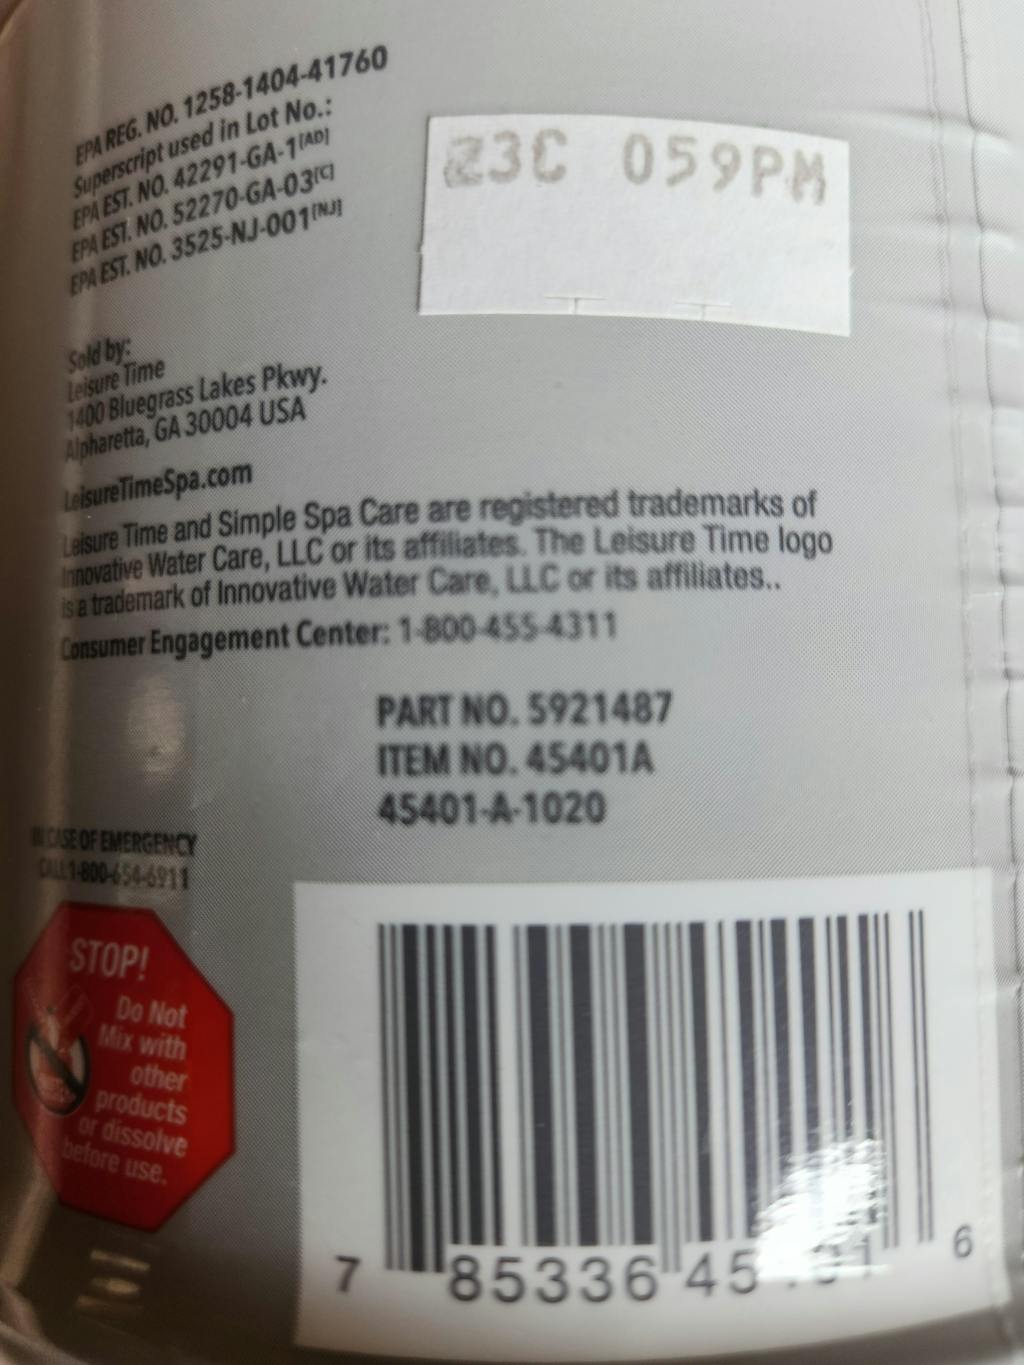 EPA REG. NO. 1258-1404-41760
Superscript used in Lot No.:
EPA EST. NO. 42291-GA-1[AD]
EPA EST. NO. 52270-GA-03[C]
EPA EST. NO. 3525-NJ-001[NJ]
23C 059PM
Sold by:
Leisure Time
1400 Bluegrass Lakes Pkwy.
Alpharetta, GA 30004 USA
LeisureTimeSpa.com
Leisure Time and Simple Spa Care are registered trademarks of
Innovative Water Care, LLC or its affiliates. The Leisure Time logo
is a trademark of Innovative Water Care, LLC or its affiliates..
Consumer Engagement Center: 1-800-455-4311
PART NO. 5921487
ITEM NO. 45401A
45401-A-1020
IN CASE OF EMERGENCY
CALL 1-800-654-6911
STOP!
Do Not
Mix with
other
products
or dissolve
before use.
7 85336 6